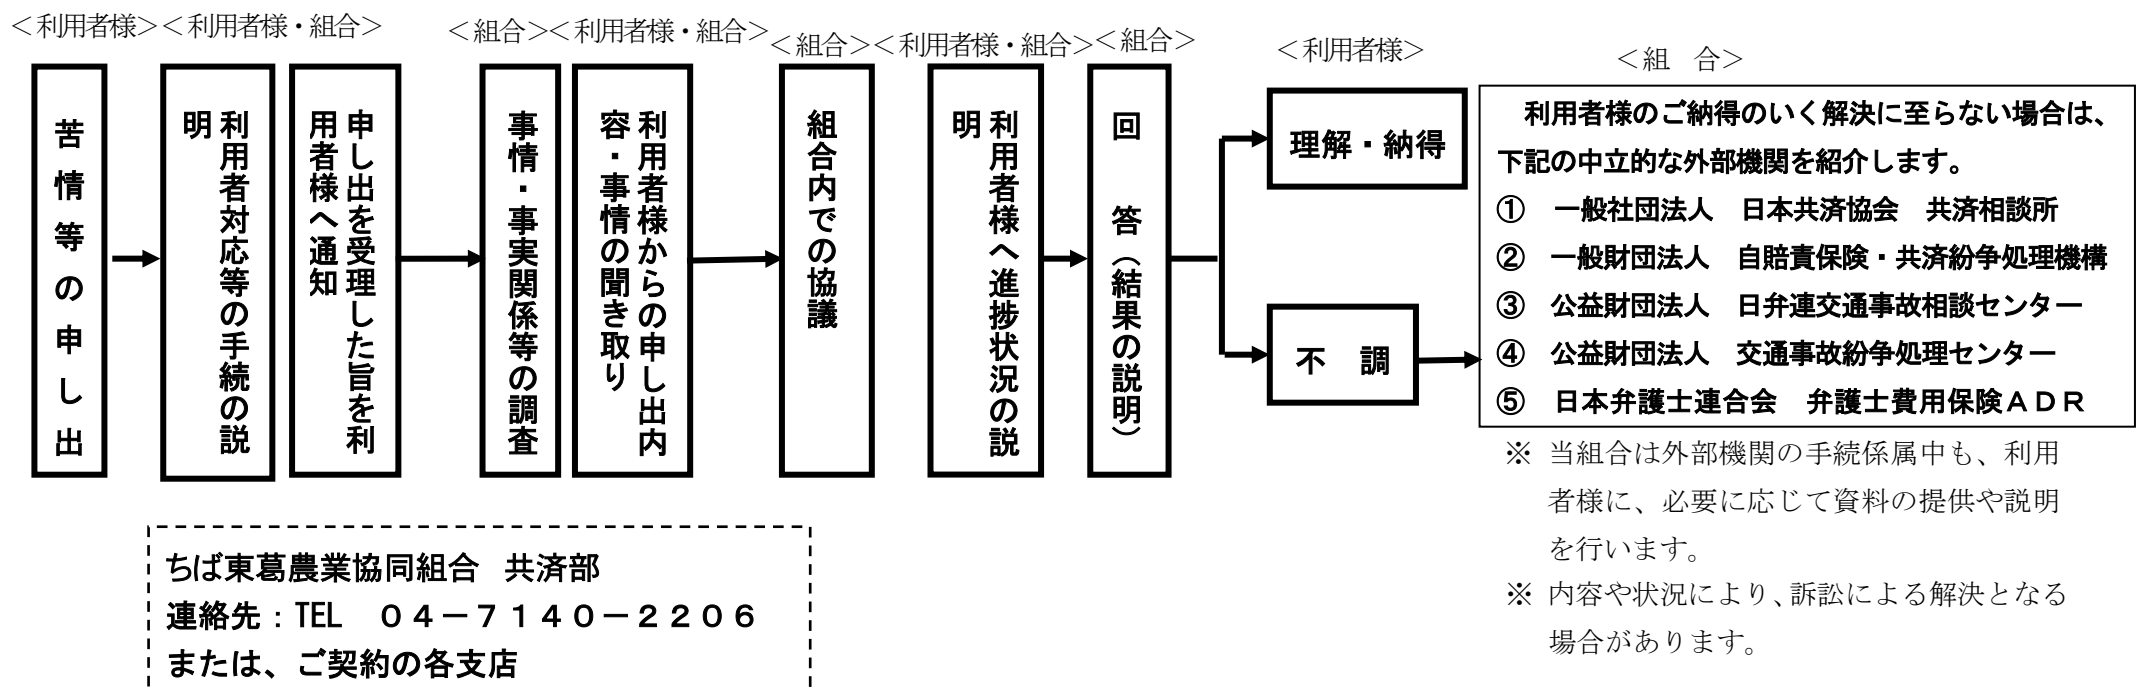 ＜利用者様＞＜利用者様・組合＞
＜組合＞＜利用者様・組合＞
＜組合＞＜利用者様・組合＞
＜組合＞
＜利用者様＞
＜組　合＞
苦情等の申し出
利用者対応等の手続の説
明
申し出を受理した旨を利
用者様へ通知
事情・事実関係等の調査
利用者様からの申し出内
容・事情の聞き取り
組合内での協議
利用者様へ進捗状況の説
明
回　答（結果の説明）
理解・納得
不　調
利用者様のご納得のいく解決に至らない場合は、
下記の中立的な外部機関を紹介します。
①　一般社団法人　日本共済協会　共済相談所
②　一般財団法人　自賠責保険・共済紛争処理機構
③　公益財団法人　日弁連交通事故相談センター
④　公益財団法人　交通事故紛争処理センター
⑤　日本弁護士連合会　弁護士費用保険ＡＤＲ
※ 当組合は外部機関の手続係属中も、利用
者様に、必要に応じて資料の提供や説明
を行います。
※ 内容や状況により、訴訟による解決となる
場合があります。
ちば東葛農業協同組合　共済部
連絡先：TEL　０４－７１４０－２２０６
または、ご契約の各支店